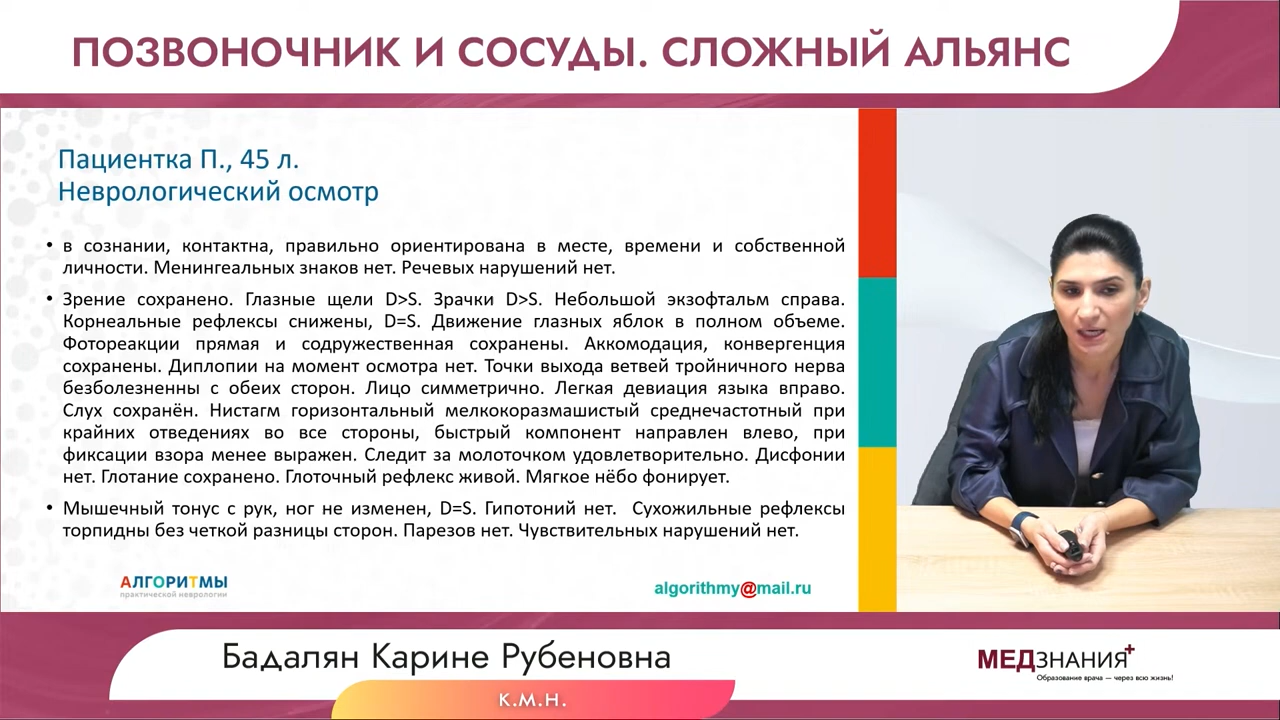 ПОЗВОНОЧНИК И СОСУДЫ. СЛОЖНЫЙ АЛЬЯНС
Пациентка П., 45 л.
Неврологический осмотр
• в сознании, контактна, правильно ориентирована в месте, времени и собственной
личности. Менингеальных знаков нет. Речевых нарушений нет.
• Зрение сохранено. Глазные щели D>S. Зрачки D>S. Небольшой экзофтальм справа.
Корнеальные рефлексы снижены, D=S. Движение глазных яблок в полном объеме.
Фотореакции прямая и содружественная сохранены. Аккомодация, конвергенция
сохранены. Диплопии на момент осмотра нет. Точки выхода ветвей тройничного нерва
безболезненны с обеих сторон. Лицо симметрично. Легкая девиация языка вправо.
Слух сохранён. Нистагм горизонтальный мелкокоразмашистый среднечастотный при
крайних отведениях во все стороны, быстрый компонент направлен влево, при
фиксации взора менее выражен. Следит за молоточком удовлетворительно. Дисфонии
нет. Глотание сохранено. Глоточный рефлекс живой. Мягкое нёбо фонирует.
• Мышечный тонус с рук, ног не изменен, D=S. Гипотоний нет. Сухожильные рефлексы
торпидны без четкой разницы сторон. Парезов нет. Чувствительных нарушений нет.
АЛГОРИТМЫ
практической неврологии
algorithmy@mail.ru
Бадалян Карине Рубеновна
К.М.Н.
МЕДЗНАНИЯ+
Образование врача — через всю жизнь!